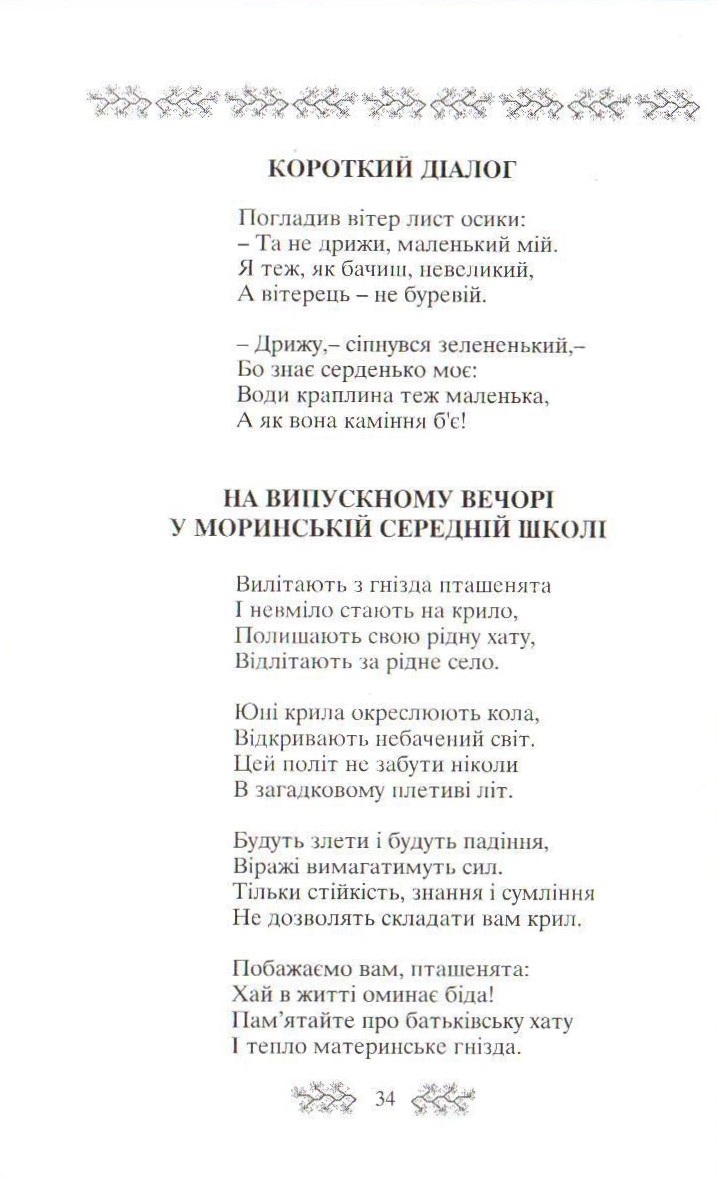 КОРОТКИЙ ДІАЛОГ
Погладив вітер лист осики:
– Та не дрижи, маленький мій.
Я теж, як бачиш, невеликий,
А вітерець – не буревій.
– Дрижу,– сіпнувся зелененький,–
Бо знає серденько моє:
Води краплина теж маленька,
А як вона каміння б'є!
НА ВИПУСКНОМУ ВЕЧОРІ
У МОРИНСЬКІЙ СЕРЕДНІЙ ШКОЛІ
Вилітають з гнізда пташенята
І невміло стають на крило,
Полишають свою рідну хату,
Відлітають за рідне село.
Юні крила окреслюють кола,
Відкривають небачений світ.
Цей політ не забути ніколи
В загадковому плетиві літ.
Будуть злети і будуть падіння,
Віражі вимагатимуть сил.
Тільки стійкість, знання і сумління
Не дозволять складати вам крил.
Побажаємо вам, пташенята:
Хай в житті оминає біда!
Пам’ятайте про батьківську хату
І тепло материнське гнізда.
34